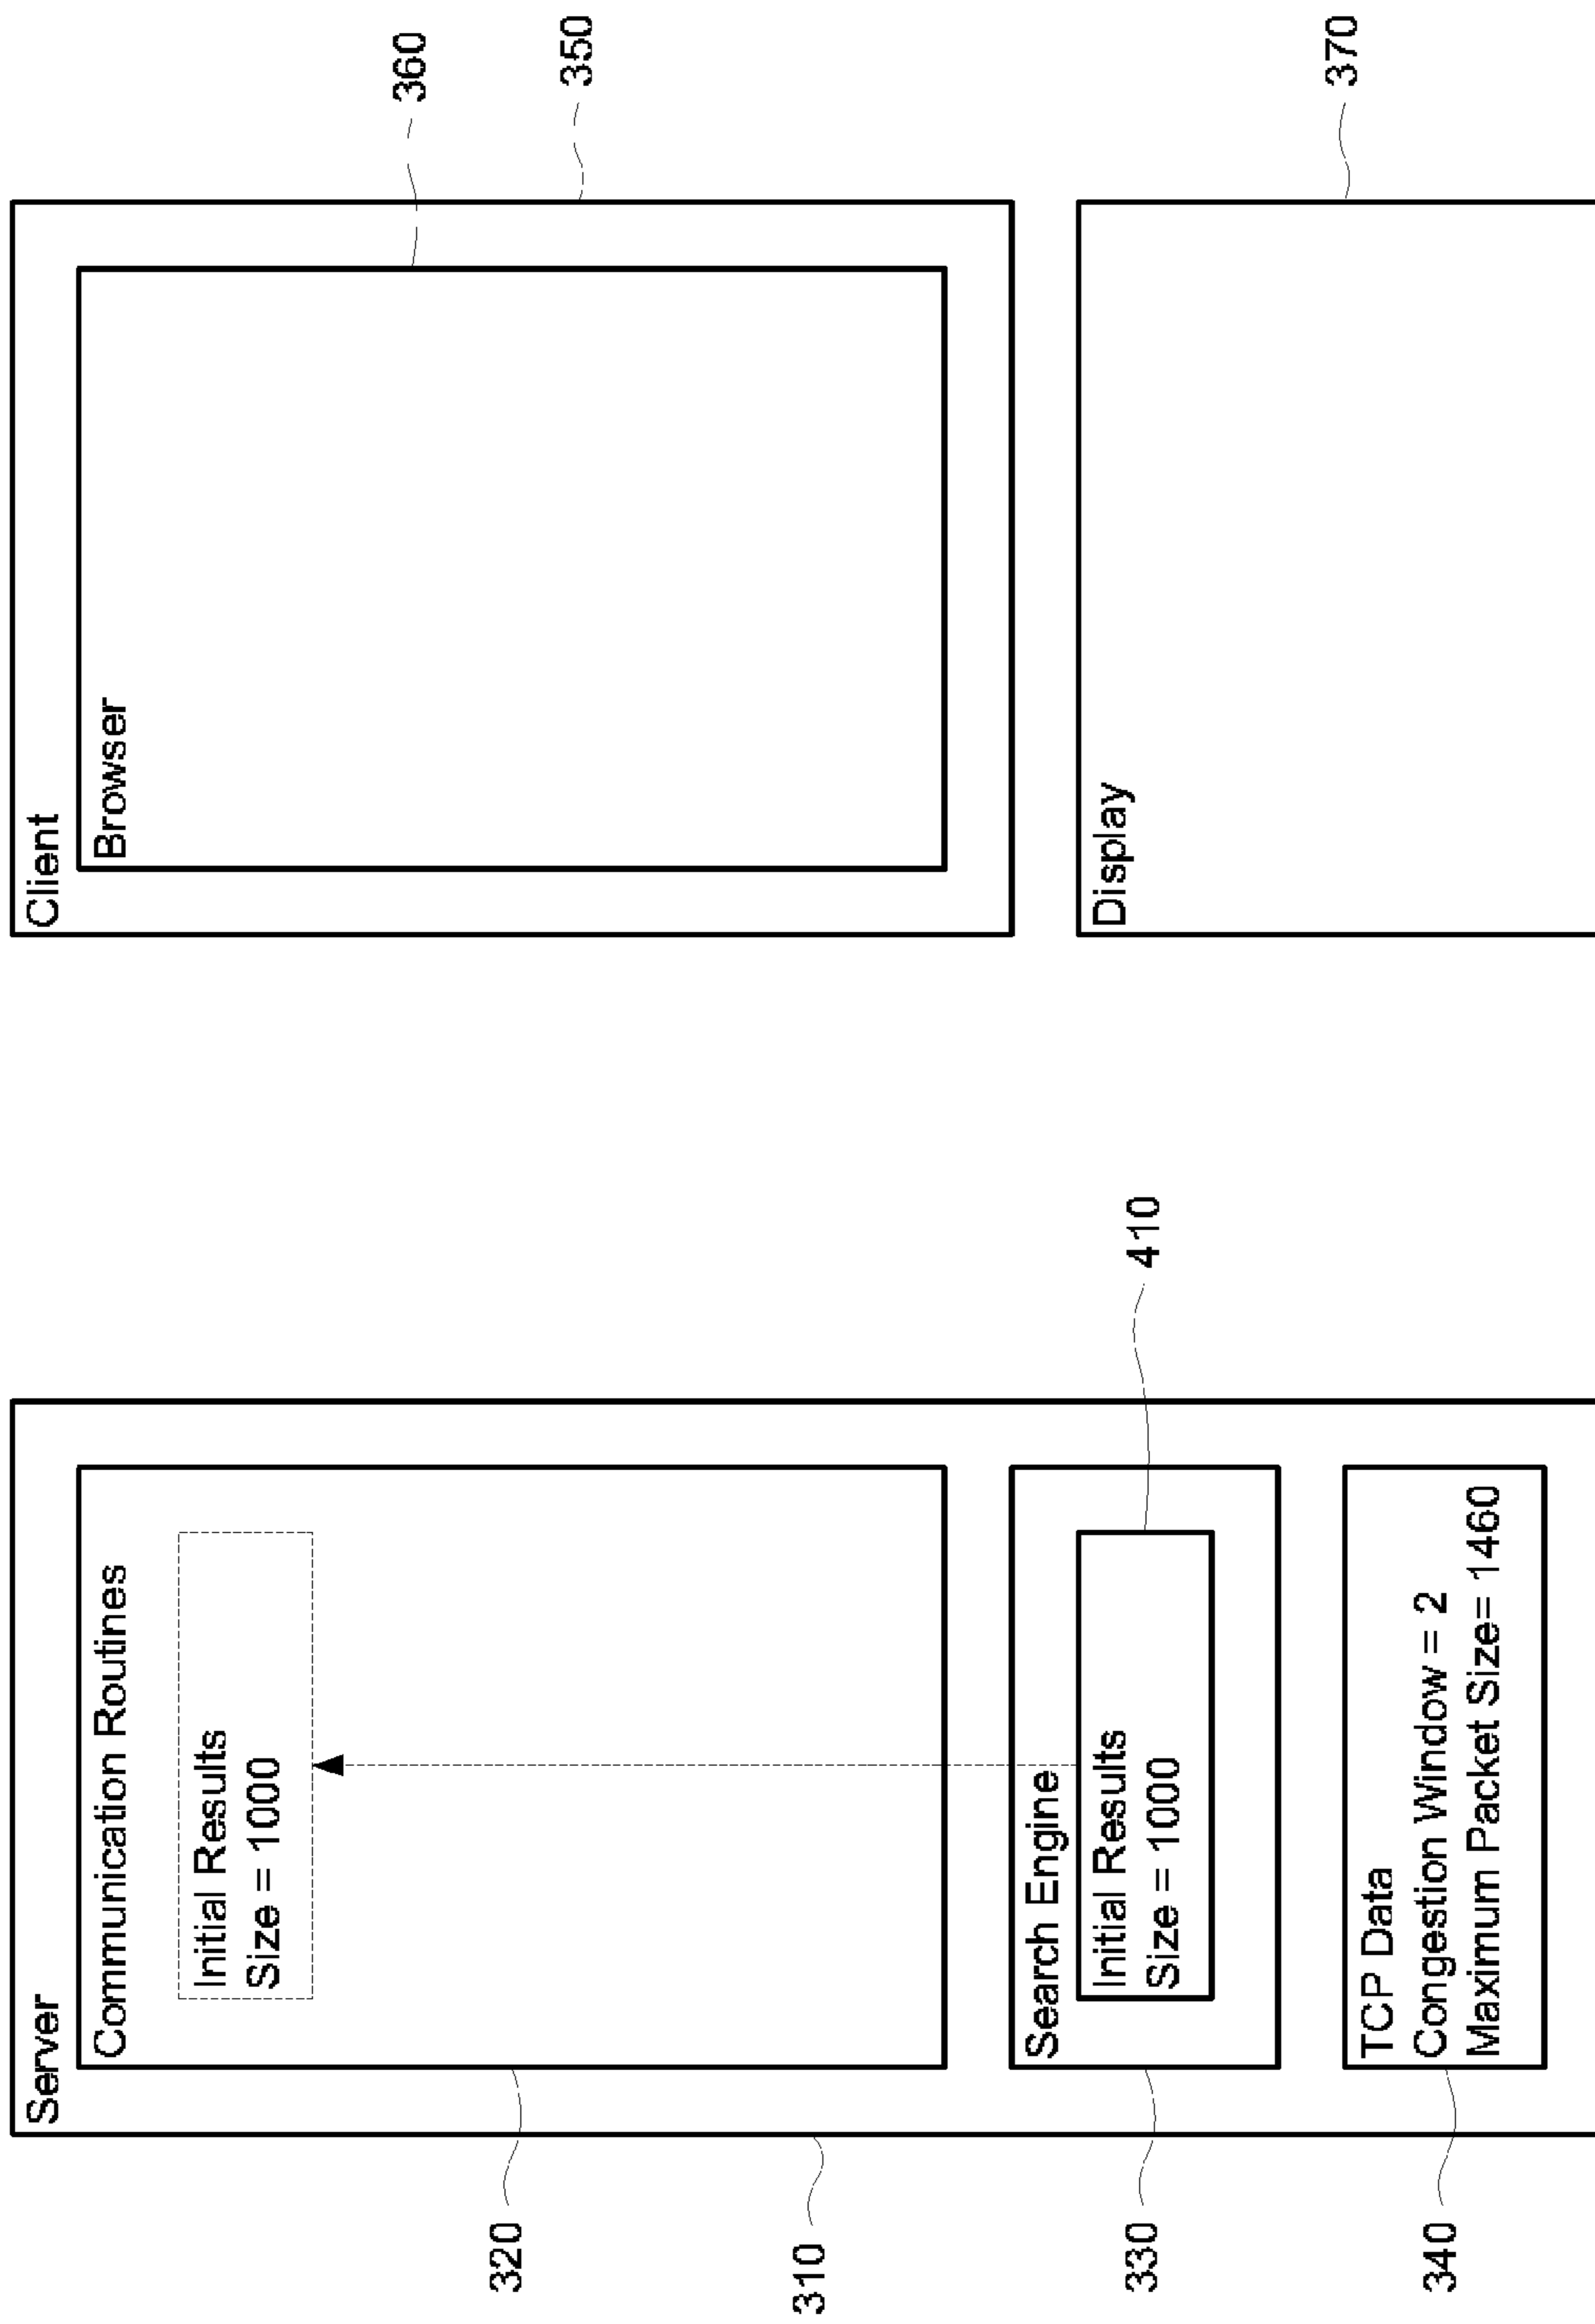 Server
Communication Routines
Initial Results
Size = 1000
320
310
Search Engine
Initial Results
Size = 1000
330
410
TCP Data
Congestion Window = 2
Maximum Packet Size= 1460
340
Client
Browser
360
350
Display
370